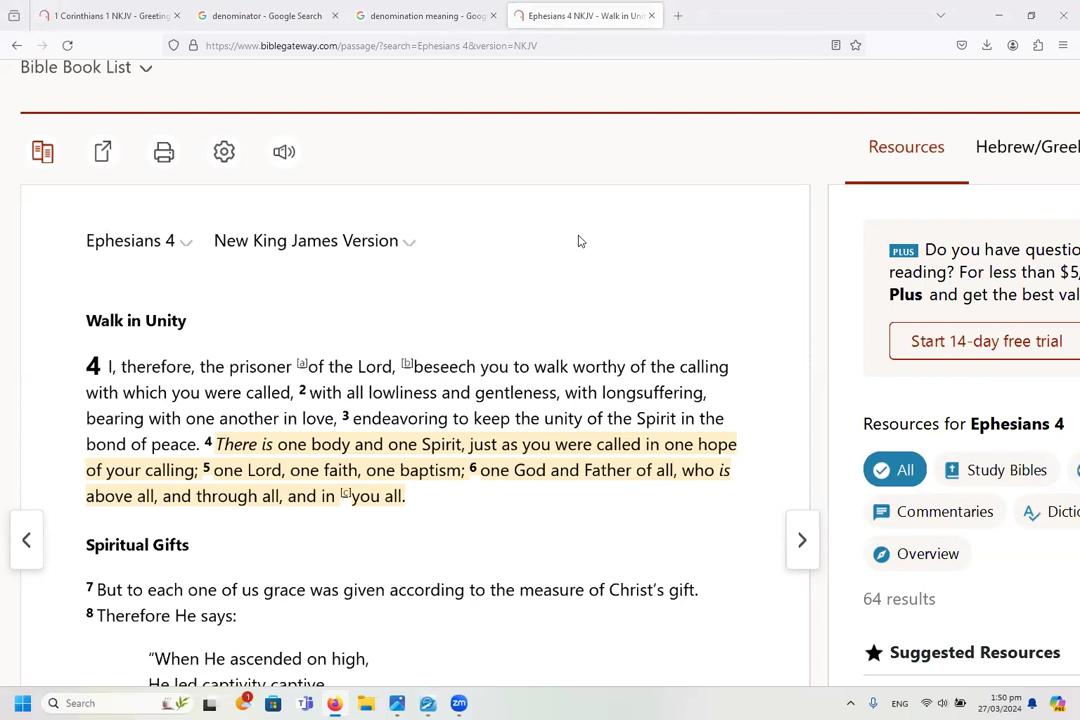 1 Corinthians 1 NKJV - Greeting
denominator - Google Search
denomination meaning - Goog
Ephesians 4 NKJV - Walk in Uni
https://www.biblegateway.com/passage/?search=Ephesians 4&version=NKJV
Bible Book List
Resources
Hebrew/Greel
Ephesians 4
New King James Version
Walk in Unity
4 I, therefore, the prisoner [a]of the Lord, [b]beseech you to walk worthy of the calling
with which you were called, 2 with all lowliness and gentleness, with longsuffering,
bearing with one another in love, 3 endeavoring to keep the unity of the Spirit in the
bond of peace. 4 There is one body and one Spirit, just as you were called in one hope
of your calling; 5 one Lord, one faith, one baptism; 6 one God and Father of all, who is
above all, and through all, and in [c]you all.
Spiritual Gifts
7 But to each one of us grace was given according to the measure of Christ's gift.
8 Therefore He says:
"When He ascended on high,
He led captivity captive
PLUS Do you have questio
reading? For less than $5/
Plus and get the best val
Start 14-day free trial
Resources for Ephesians 4
All
Study Bibles
Commentaries
Dictio
Overview
64 results
Suggested Resources
Search
1
ENG
1:50 pm
27/03/2024
PRE